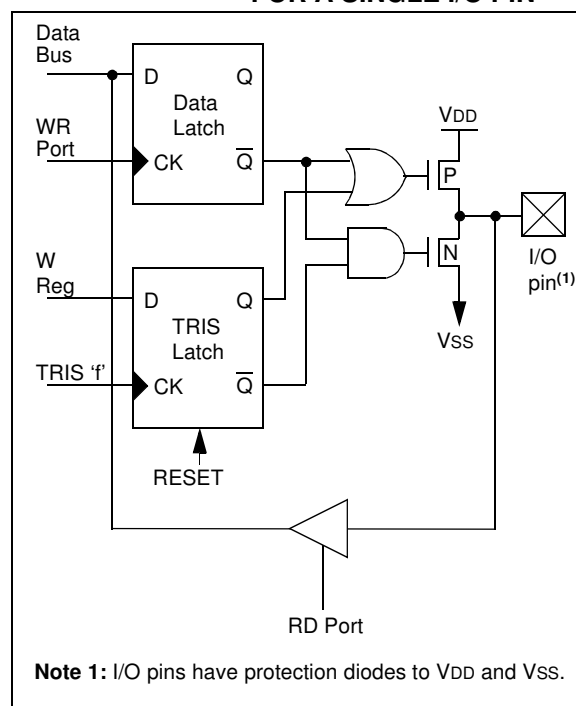 FOR A SINGLE I/O PIN
Data
Bus
D
Q
Data
Latch
WR
Port
CK
Q
VDD
P
N
I/O
pin(1)
VSS
W
Reg
D
Q
TRIS
Latch
TRIS 'f'
CK
Q
RESET
RD Port
Note 1: I/O pins have protection diodes to VDD and VSS.